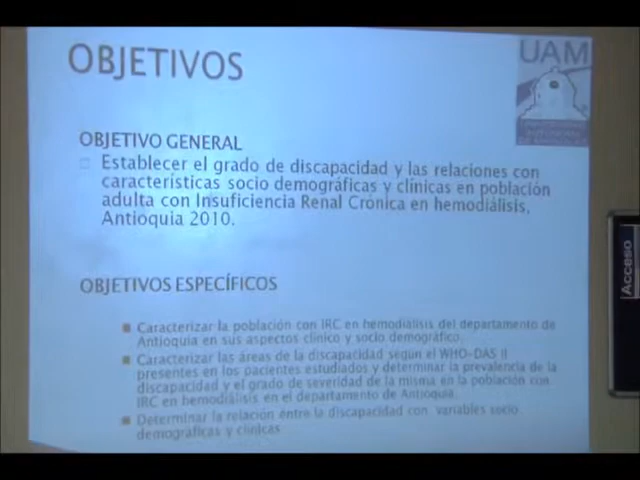 OBJETIVOS
UAM
OBJETIVO GENERAL
Establecer el grado de discapacidad y las relaciones con
características socio demográficas y clínicas en población
adulta con Insuficiencia Renal Crónica en hemodiálisis,
Antioquia 2010.
OBJETIVOS ESPECÍFICOS
Caracterizar la población con IRC en hemodiálisis del departamento de
Antioquia en sus aspectos clínico y socio demográfico.
Caracterizar las áreas de la discapacidad según el WHO-DAS II
presentes en los pacientes estudiados y determinar la prevalencia de la
discapacidad y el grado de severidad de la misma en la población con
IRC en hemodiálisis en el departamento de Antioquia.
Determinar la relación entre la discapacidad con variables socio
demográficas y clínicas
Acceso